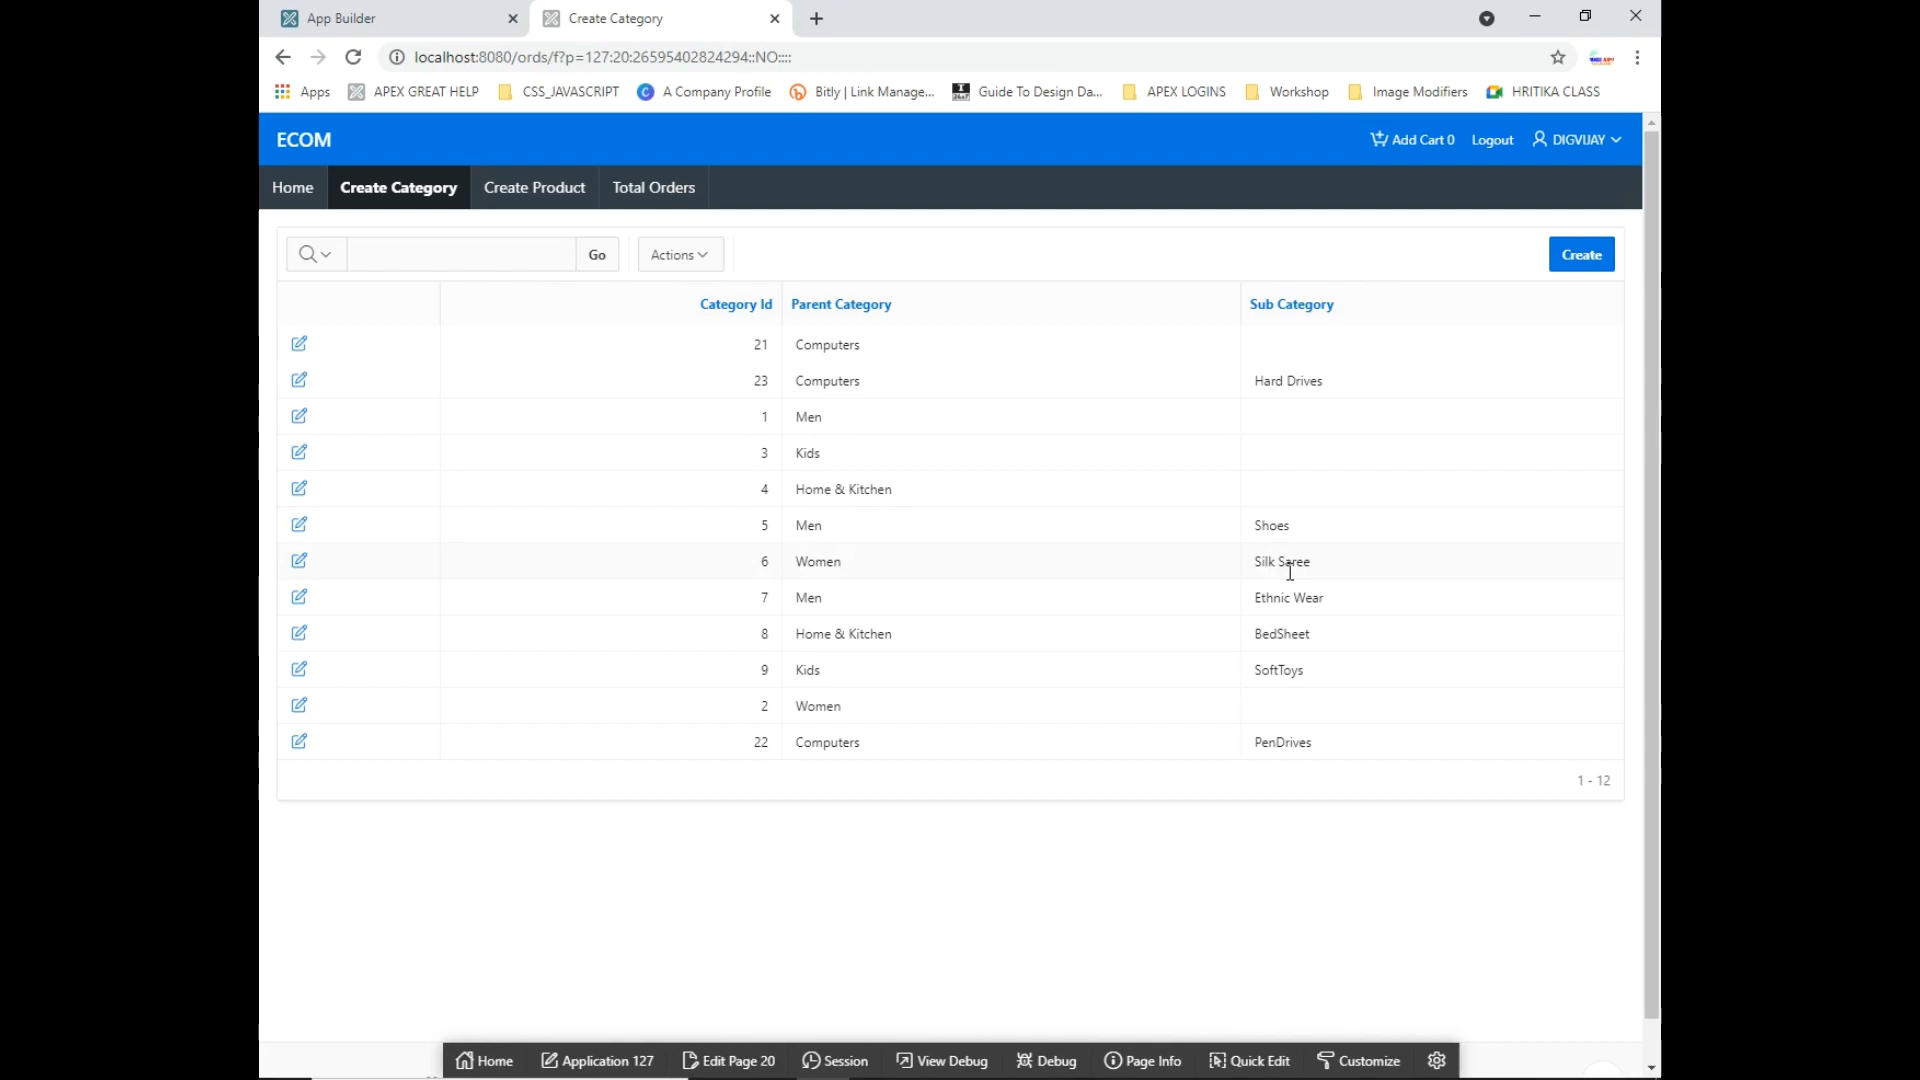 App Builder
Create Category
localhost:8080/ords/f?p=127:20:26595402824294::NO::::
Apps APEX GREAT HELP CSS_JAVASCRIPT A Company Profile Bitly | Link Manage... Guide To Design Da... APEX LOGINS Workshop Image Modifiers HRITIKA CLASS
ECOM Add Cart 0 Logout DIGVIJAY
Home Create Category Create Product Total Orders
Go Actions Create
Category Id Parent Category Sub Category
21 Computers
23 Computers Hard Drives
1 Men
3 Kids
4 Home & Kitchen
5 Men Shoes
6 Women Silk Saree
7 Men Ethnic Wear
8 Home & Kitchen BedSheet
9 Kids SoftToys
2 Women
22 Computers PenDrives
1 - 12
Home Application 127 Edit Page 20 Session View Debug Debug Page Info Quick Edit Customize